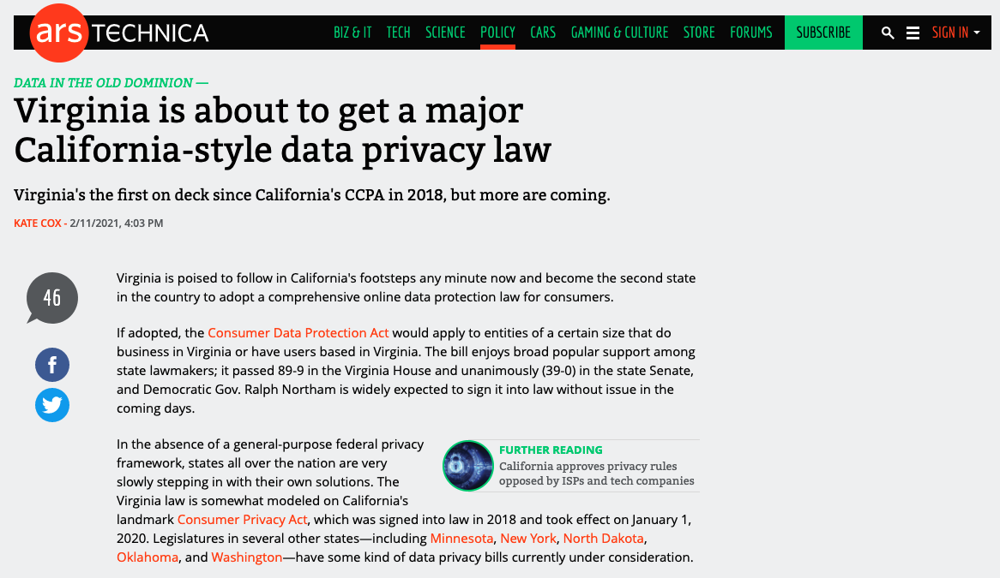 ars TECHNICA
BIZ & IT TECH SCIENCE POLICY CARS GAMING & CULTURE STORE FORUMS SUBSCRIBE SIGN IN
DATA IN THE OLD DOMINION —
Virginia is about to get a major
California-style data privacy law
Virginia's the first on deck since California's CCPA in 2018, but more are coming.
KATE COX - 2/11/2021, 4:03 PM
46
Virginia is poised to follow in California's footsteps any minute now and become the second state
in the country to adopt a comprehensive online data protection law for consumers.
If adopted, the Consumer Data Protection Act would apply to entities of a certain size that do
business in Virginia or have users based in Virginia. The bill enjoys broad popular support among
state lawmakers; it passed 89-9 in the Virginia House and unanimously (39-0) in the state Senate,
and Democratic Gov. Ralph Northam is widely expected to sign it into law without issue in the
coming days.
In the absence of a general-purpose federal privacy
framework, states all over the nation are very
slowly stepping in with their own solutions. The
Virginia law is somewhat modeled on California's
landmark Consumer Privacy Act, which was signed into law in 2018 and took effect on January 1,
2020. Legislatures in several other states—including Minnesota, New York, North Dakota,
Oklahoma, and Washington—have some kind of data privacy bills currently under consideration.
FURTHER READING
California approves privacy rules
opposed by ISPs and tech companies